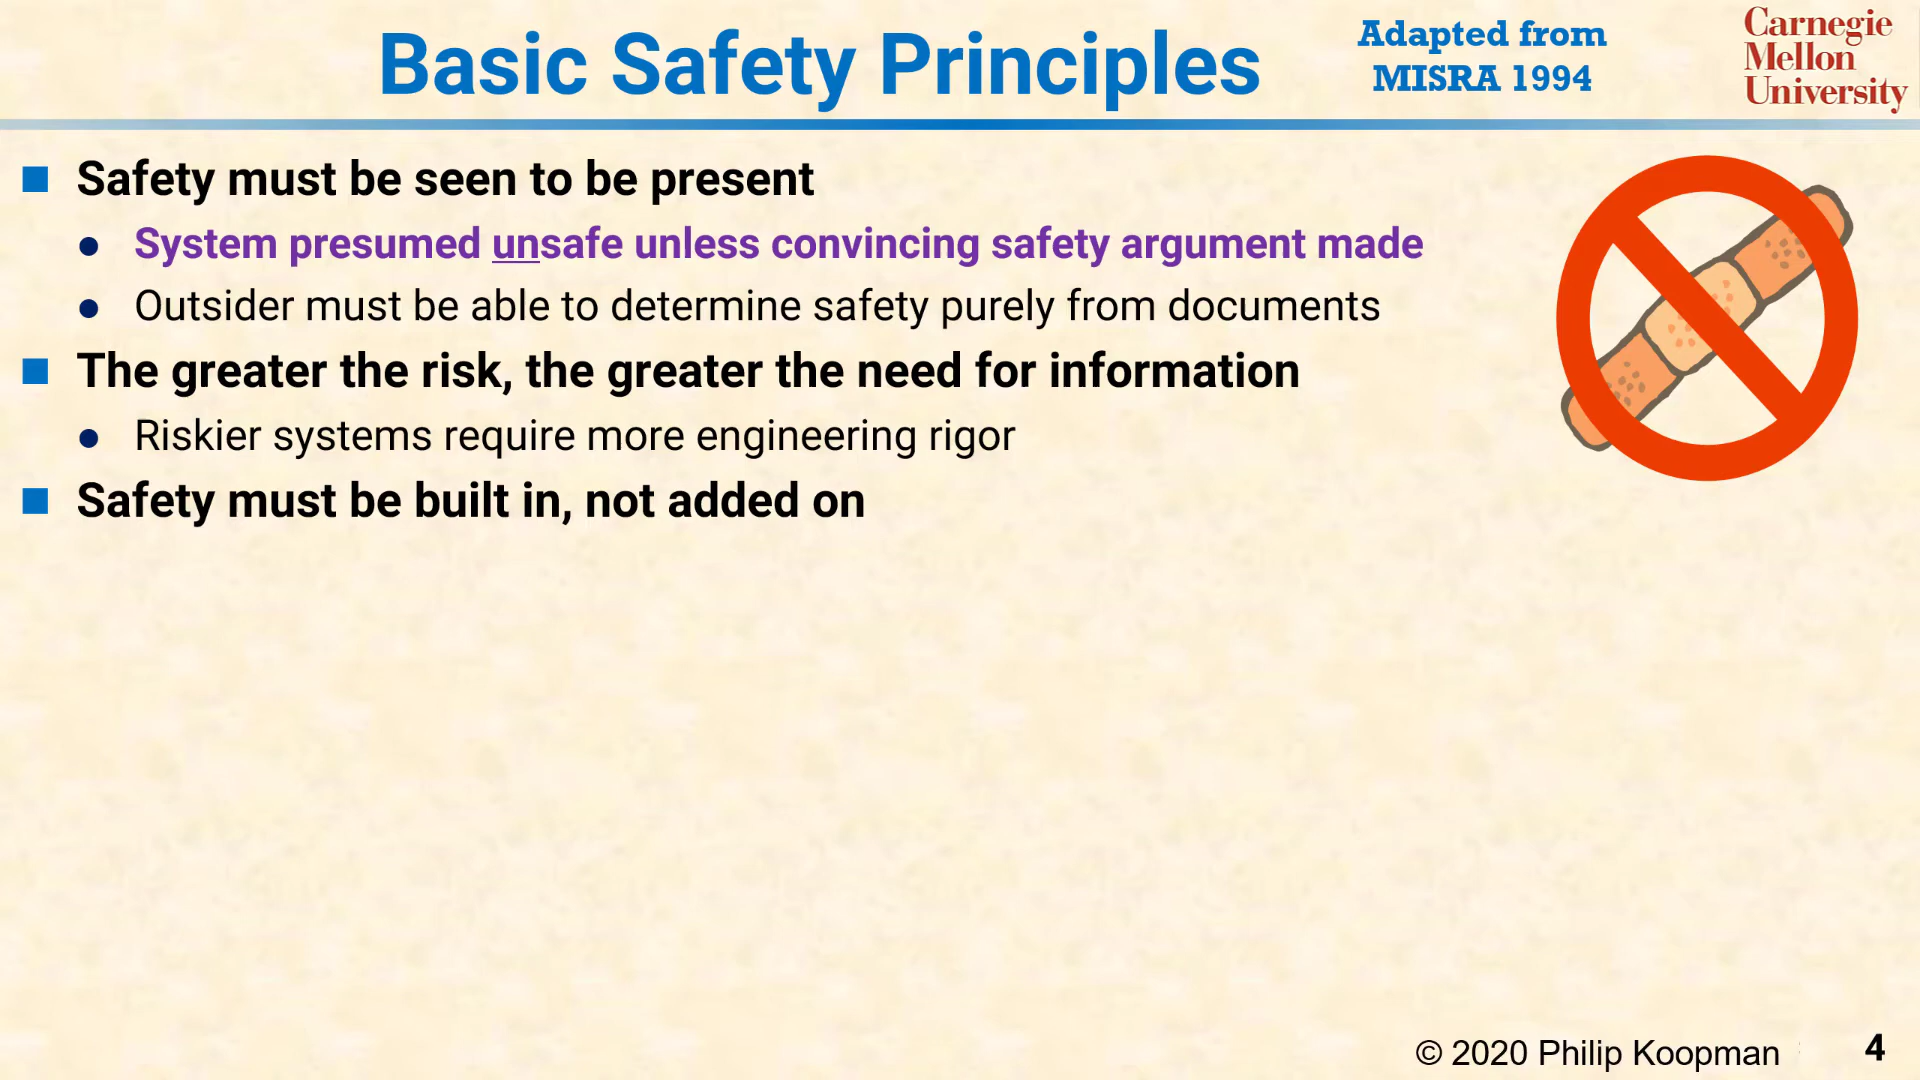 Basic Safety Principles
Adapted from
MISRA 1994
Carnegie
Mellon
University
Safety must be seen to be present
System presumed unsafe unless convincing safety argument made
Outsider must be able to determine safety purely from documents
The greater the risk, the greater the need for information
Riskier systems require more engineering rigor
Safety must be built in, not added on
© 2020 Philip Koopman
4